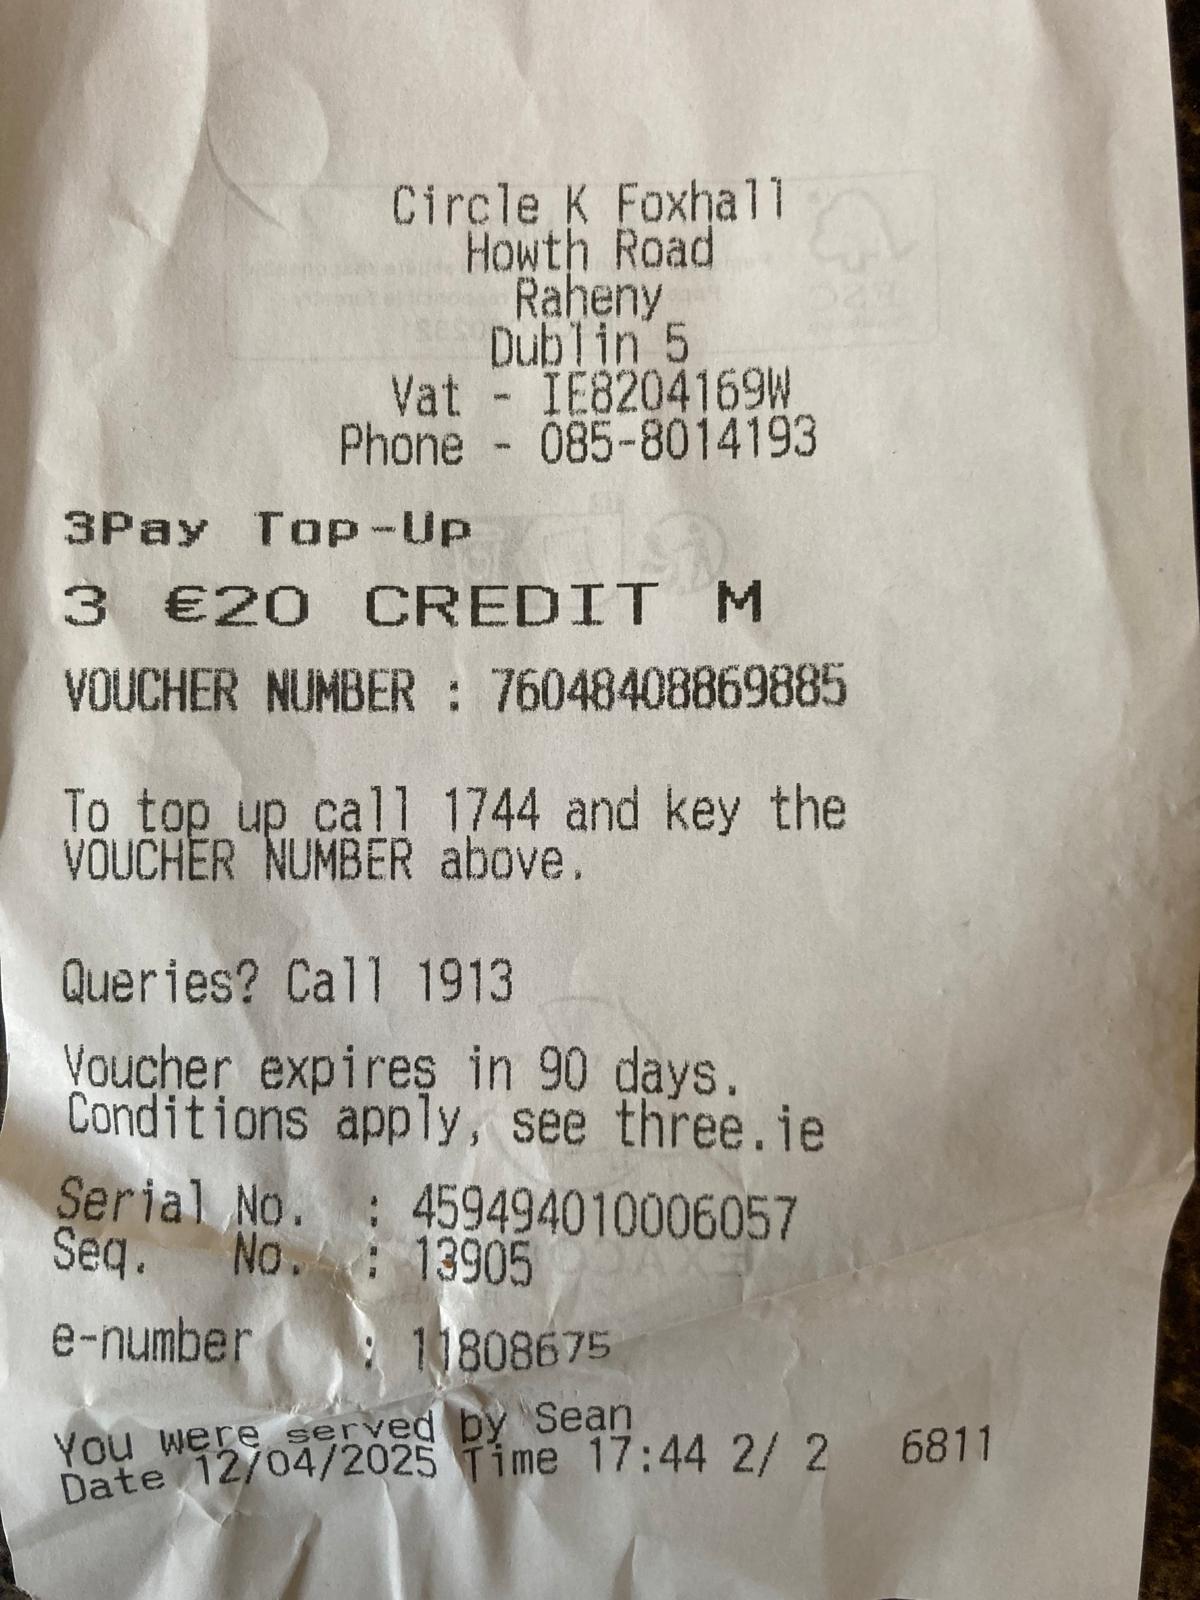 Circle K Foxhall
Howth Road
Raheny
Dublin 5
Vat - IE8204169W
Phone - 085-8014193
3Pay Top-Up
3 €20 CREDIT M
VOUCHER NUMBER : 76048408869885
To top up call 1744 and key the
VOUCHER NUMBER above.
Queries? Call 1913
Voucher expires in 90 days.
Conditions apply, see three.ie
Serial No. : 459494010006057
Seq. No. : 13905
e-number : 11808675
You were served by Sean
Date 12/04/2025 Time 17:44 2/ 2 6811